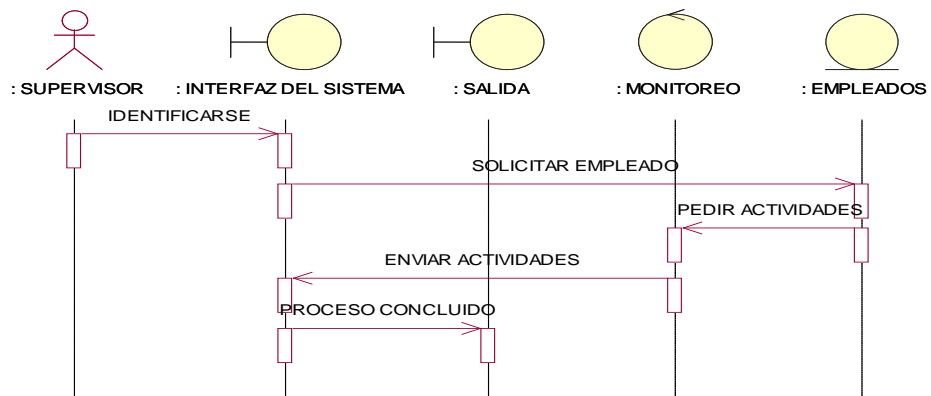 : SUPERVISOR
: INTERFAZ DEL SISTEMA
: SALIDA
: MONITOREO
: EMPLEADOS
IDENTIFICARSE
SOLICITAR EMPLEADO
PEDIR ACTIVIDADES
ENVIAR ACTIVIDADES
PROCESO CONCLUIDO